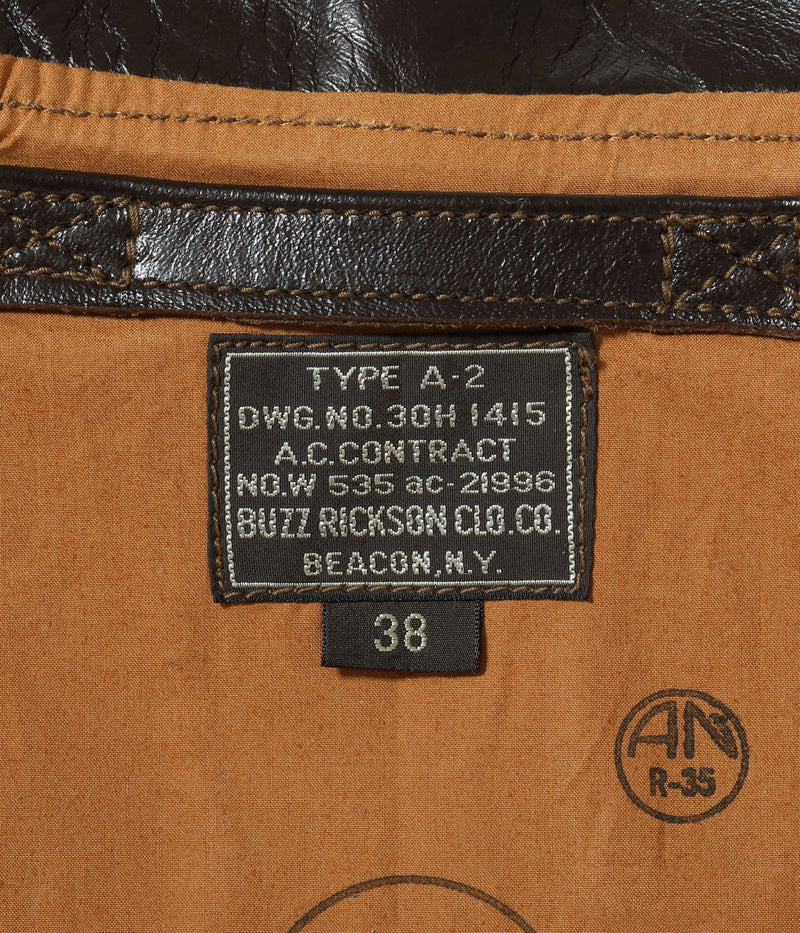 TYPE A-2
DWG.NO.30H 1415
A.C.CONTRACT
NO.W 535 ac-21996
BUZZ RICKSON CLO.CO.
BEACON,N.Y.
38
AN
R-35